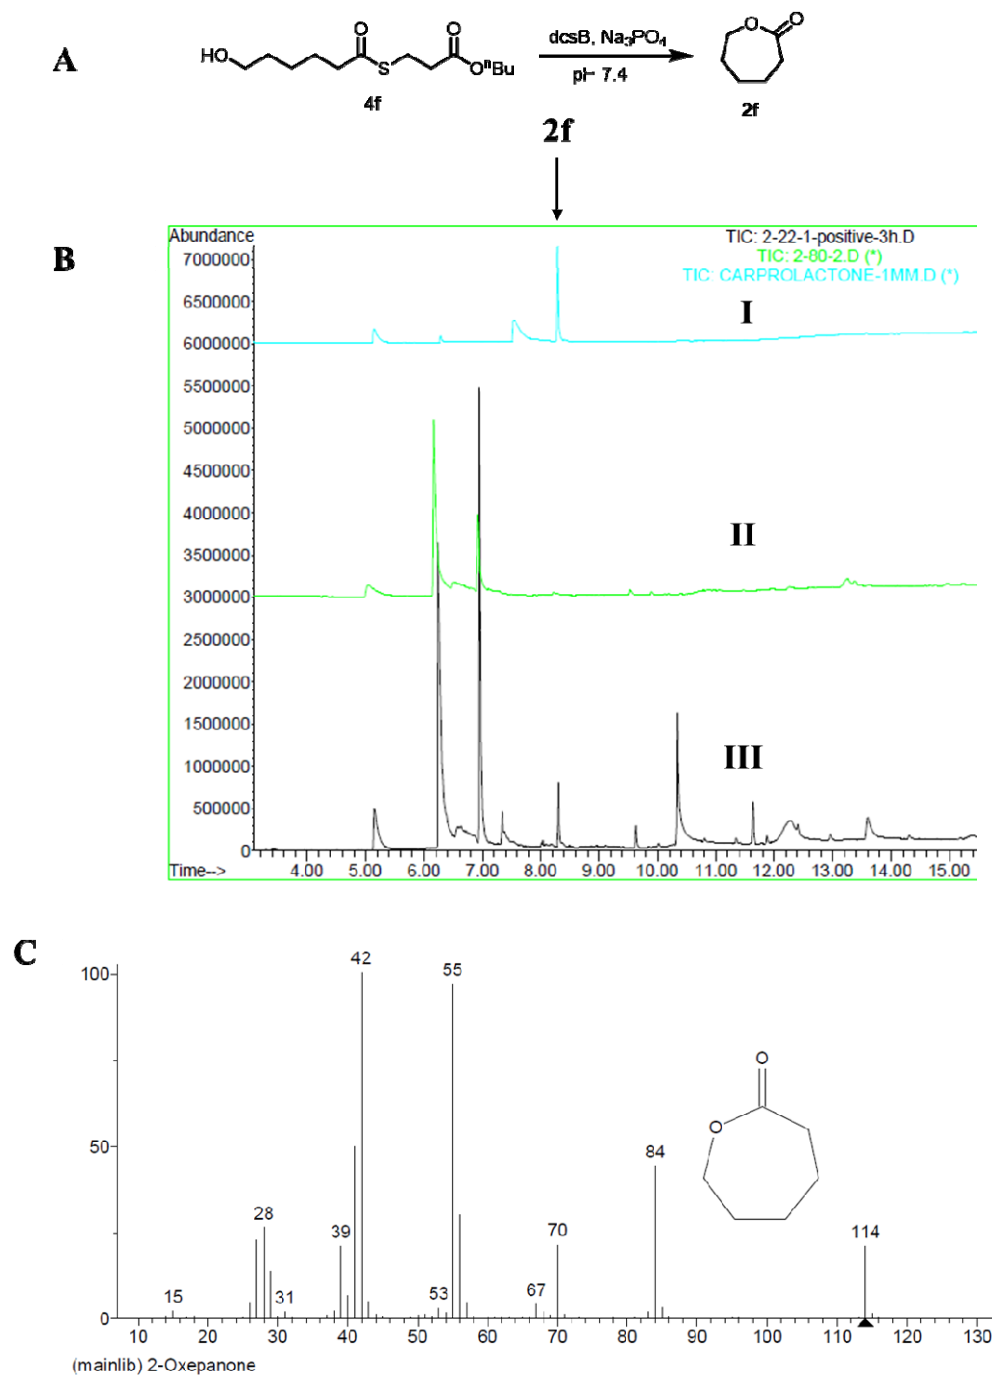 A
HO
O
S
O
OⁿBu
4f
dcsB, Na₃PO₄
pH 7.4
O
O
2f
2f
B
Abundance
TIC: 2-22-1-positive-3h.D
TIC: 2-80-2.D (*)
TIC: CARPROLACTONE-1MM.D (*)
7000000
6500000
6000000
5500000
5000000
4500000
4000000
3500000
3000000
2500000
2000000
1500000
1000000
500000
0
I
II
III
Time-->
4.00 5.00 6.00 7.00 8.00 9.00 10.00 11.00 12.00 13.00 14.00 15.00
C
100
50
0
15
28
31
39
42
53
55
67
70
84
114
O
O
10 20 30 40 50 60 70 80 90 100 110 120 130
(mainlib) 2-Oxepanone